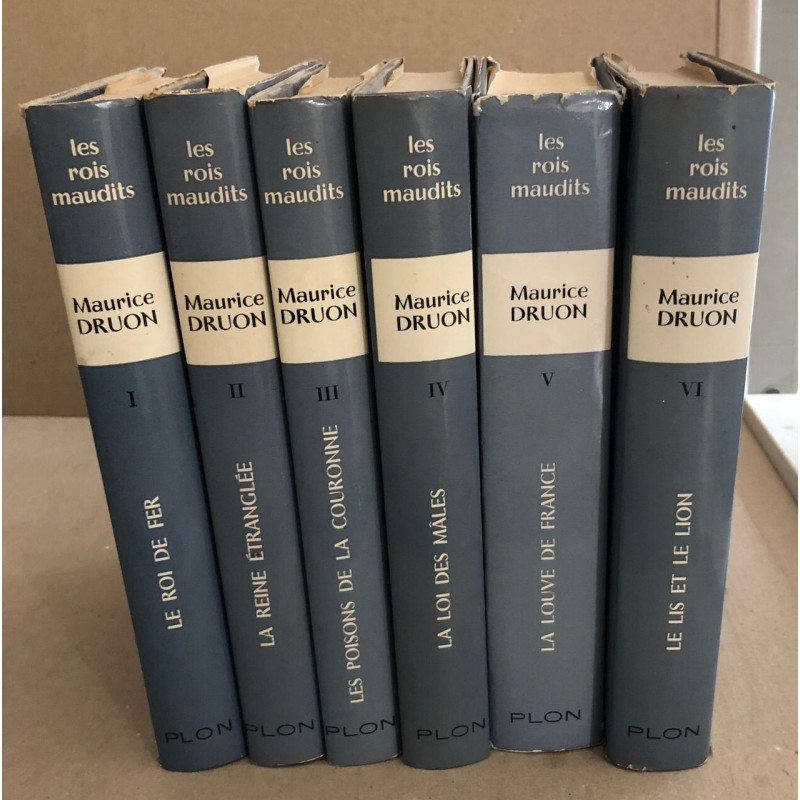 les
rois
maudits
Maurice
DRUON
I
LE ROI DE FER
PLON
les
rois
maudits
Maurice
DRUON
II
LA REINE ÉTRANGLÉE
PLON
les
rois
maudits
Maurice
DRUON
III
LES POISONS DE LA COURONNE
PLON
les
rois
maudits
Maurice
DRUON
IV
LA LOI DES MÂLES
PLON
les
rois
maudits
Maurice
DRUON
V
LA LOUVE DE FRANCE
PLON
les
rois
maudits
Maurice
DRUON
VI
LE LIS ET LE LION
PLON